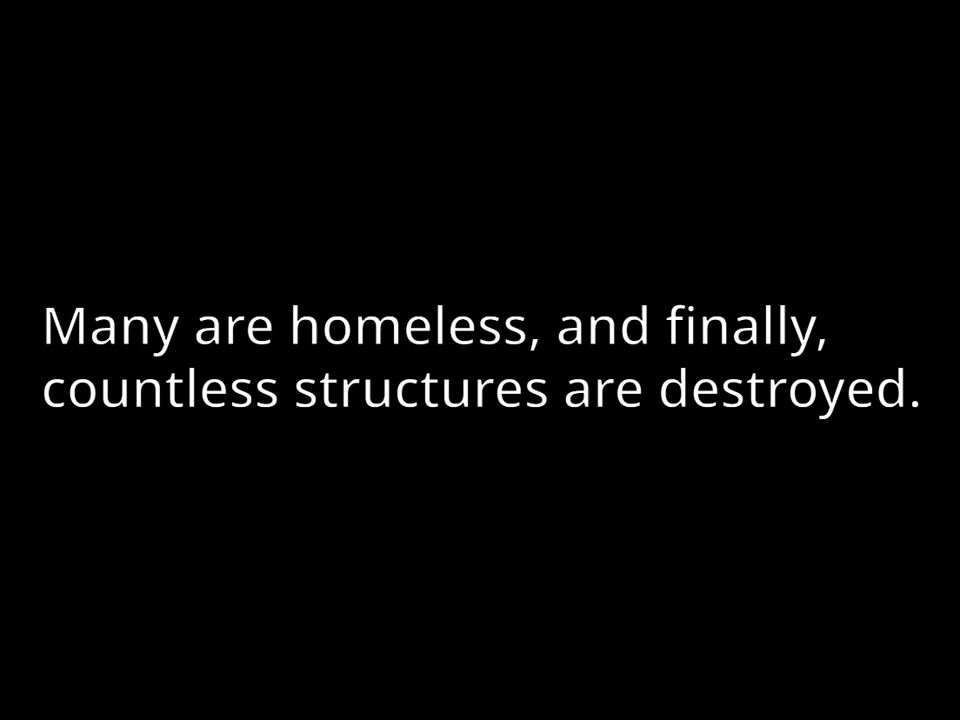 Many are homeless, and finally,
countless structures are destroyed.